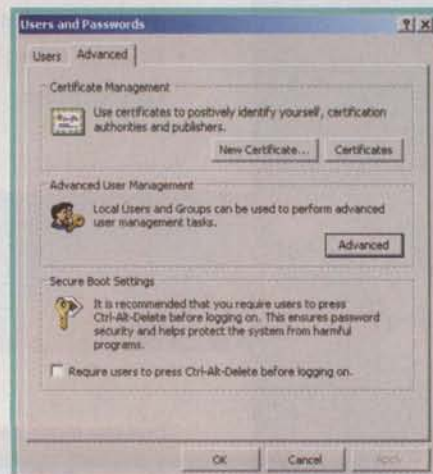 Users and Passwords
Users Advanced
Certificate Management
Use certificates to positively identify yourself, certification
authorities and publishers.
New Certificate... Certificates
Advanced User Management
Local Users and Groups can be used to perform advanced
user management tasks.
Advanced
Secure Boot Settings
It is recommended that you require users to press
Ctrl-Alt-Delete before logging on. This ensures password
security and helps protect the system from harmful
programs.
Require users to press Ctrl-Alt-Delete before logging on.
OK Cancel Apply